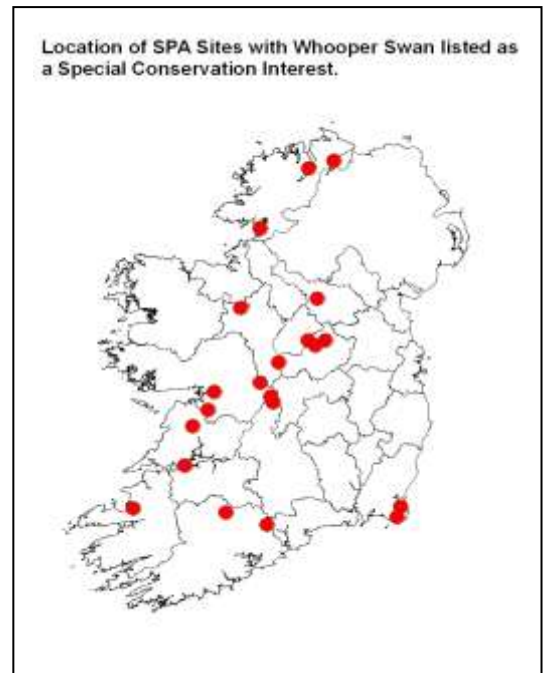 Location of SPA Sites with Whooper Swan listed as
a Special Conservation Interest.